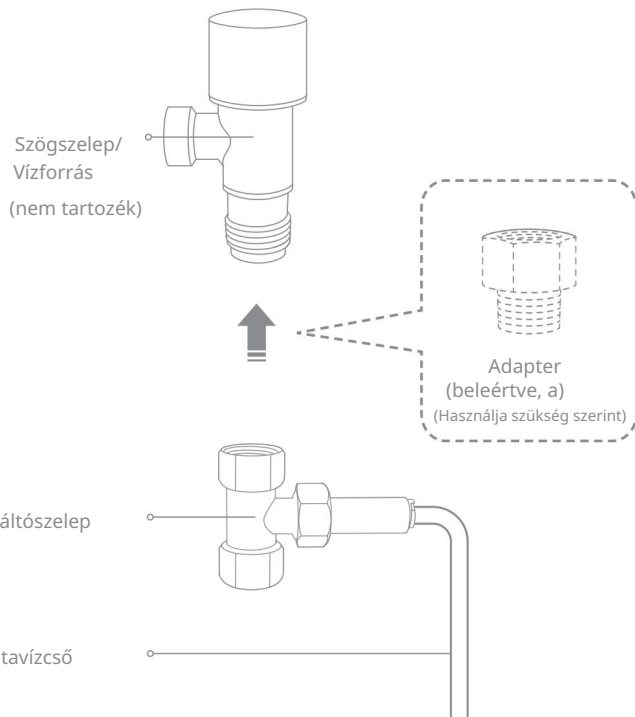 Szögszelep/
Vízforrás
(nem tartozék)
Adapter
(beleértve, a)
(Használja szükség szerint)
áltószelep
tavízcső